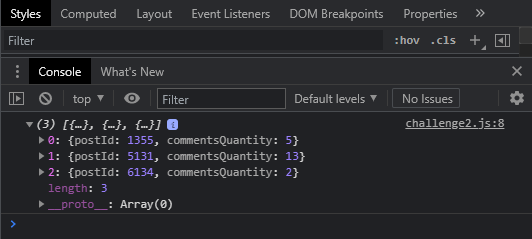 Styles Computed Layout Event Listeners DOM Breakpoints Properties
Filter :hov .cls
Console What's New
top Filter Default levels No Issues
(3) [{…}, {…}, {…}] i challenge2.js:8
0: {postId: 1355, commentsQuantity: 5}
1: {postId: 5131, commentsQuantity: 13}
2: {postId: 6134, commentsQuantity: 2}
length: 3
__proto__: Array(0)